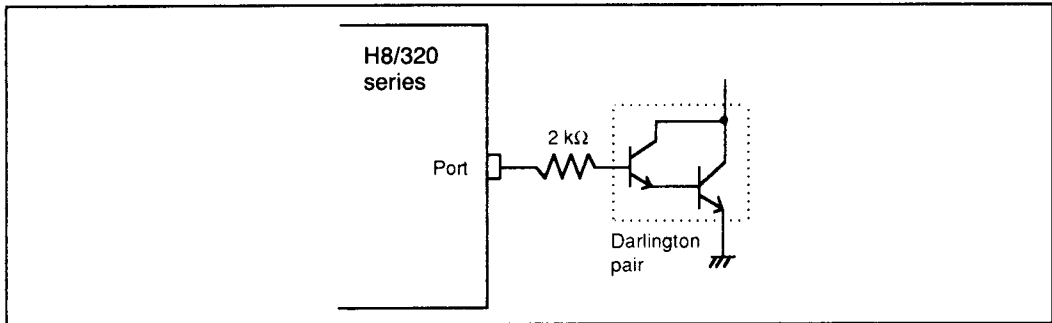 H8/320
series
2 kΩ
Port
Darlington
pair